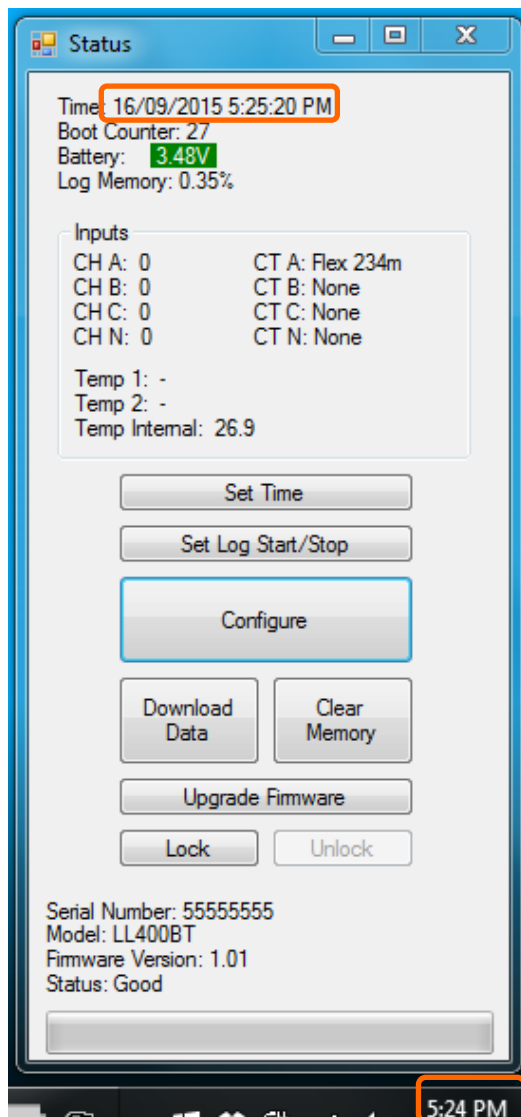 Status
Time: 16/09/2015 5:25:20 PM
Boot Counter: 27
Battery: 3.48V
Log Memory: 0.35%
Inputs
CH A: 0 CT A: Flex 234m
CH B: 0 CT B: None
CH C: 0 CT C: None
CH N: 0 CT N: None
Temp 1: -
Temp 2: -
Temp Internal: 26.9
Set Time
Set Log Start/Stop
Configure
Download Data
Clear Memory
Upgrade Firmware
Lock Unlock
Serial Number: 55555555
Model: LL400BT
Firmware Version: 1.01
Status: Good
5:24 PM